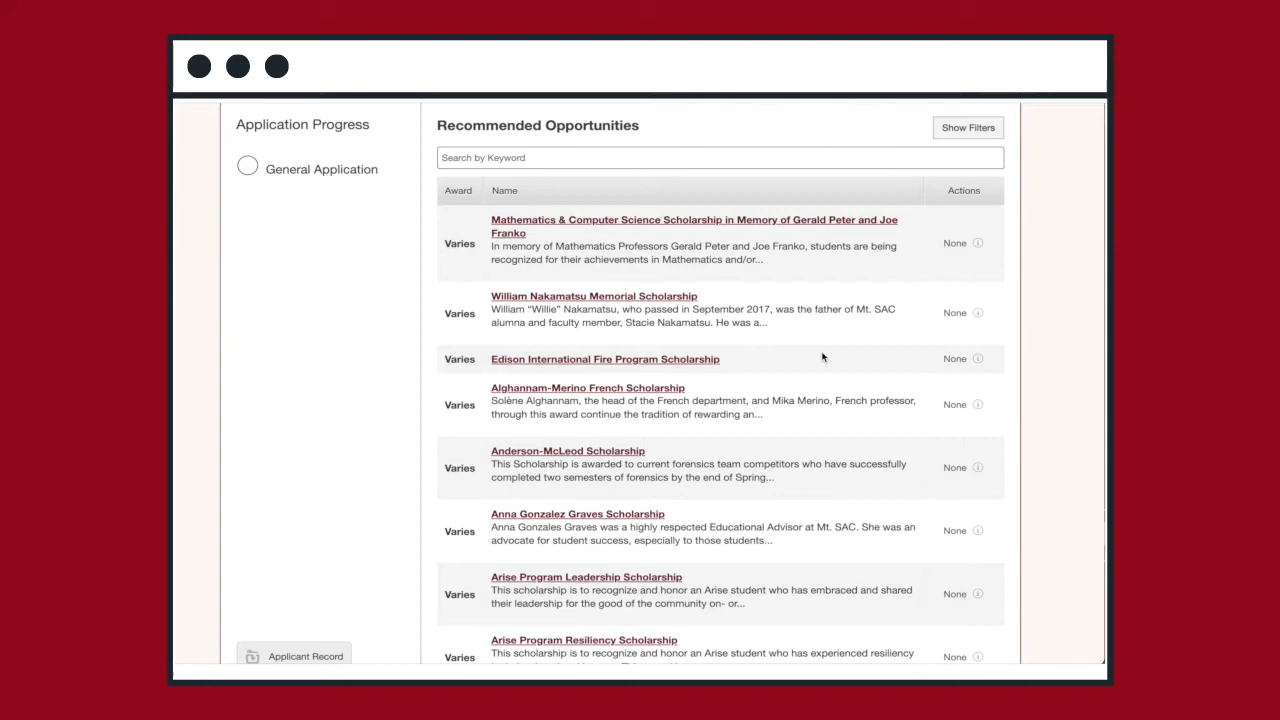 Application Progress
General Application
Recommended Opportunities
Show Filters
Search by Keyword
Award Name Actions
Mathematics & Computer Science Scholarship in Memory of Gerald Peter and Joe
Franko
In memory of Mathematics Professors Gerald Peter and Joe Franko, students are being
recognized for their achievements in Mathematics and/or...
Varies
None
William Nakamatsu Memorial Scholarship
William “Willie” Nakamatsu, who passed in September 2017, was the father of Mt. SAC
alumna and faculty member, Stacie Nakamatsu. He was a...
Varies
None
Varies Edison International Fire Program Scholarship None
Alghannam-Merino French Scholarship
Solène Alghannam, the head of the French department, and Mika Merino, French professor,
through this award continue the tradition of rewarding an...
Varies
None
Anderson-McLeod Scholarship
This Scholarship is awarded to current forensics team competitors who have successfully
completed two semesters of forensics by the end of Spring...
Varies
None
Anna Gonzalez Graves Scholarship
Anna Gonzales Graves was a highly respected Educational Advisor at Mt. SAC. She was an
advocate for student success, especially to those students...
Varies
None
Arise Program Leadership Scholarship
This scholarship is to recognize and honor an Arise student who has embraced and shared
their leadership for the good of the community on- or...
Varies
None
Arise Program Resiliency Scholarship
This scholarship is to recognize and honor an Arise student who has experienced resiliency
Varies
None
Applicant Record